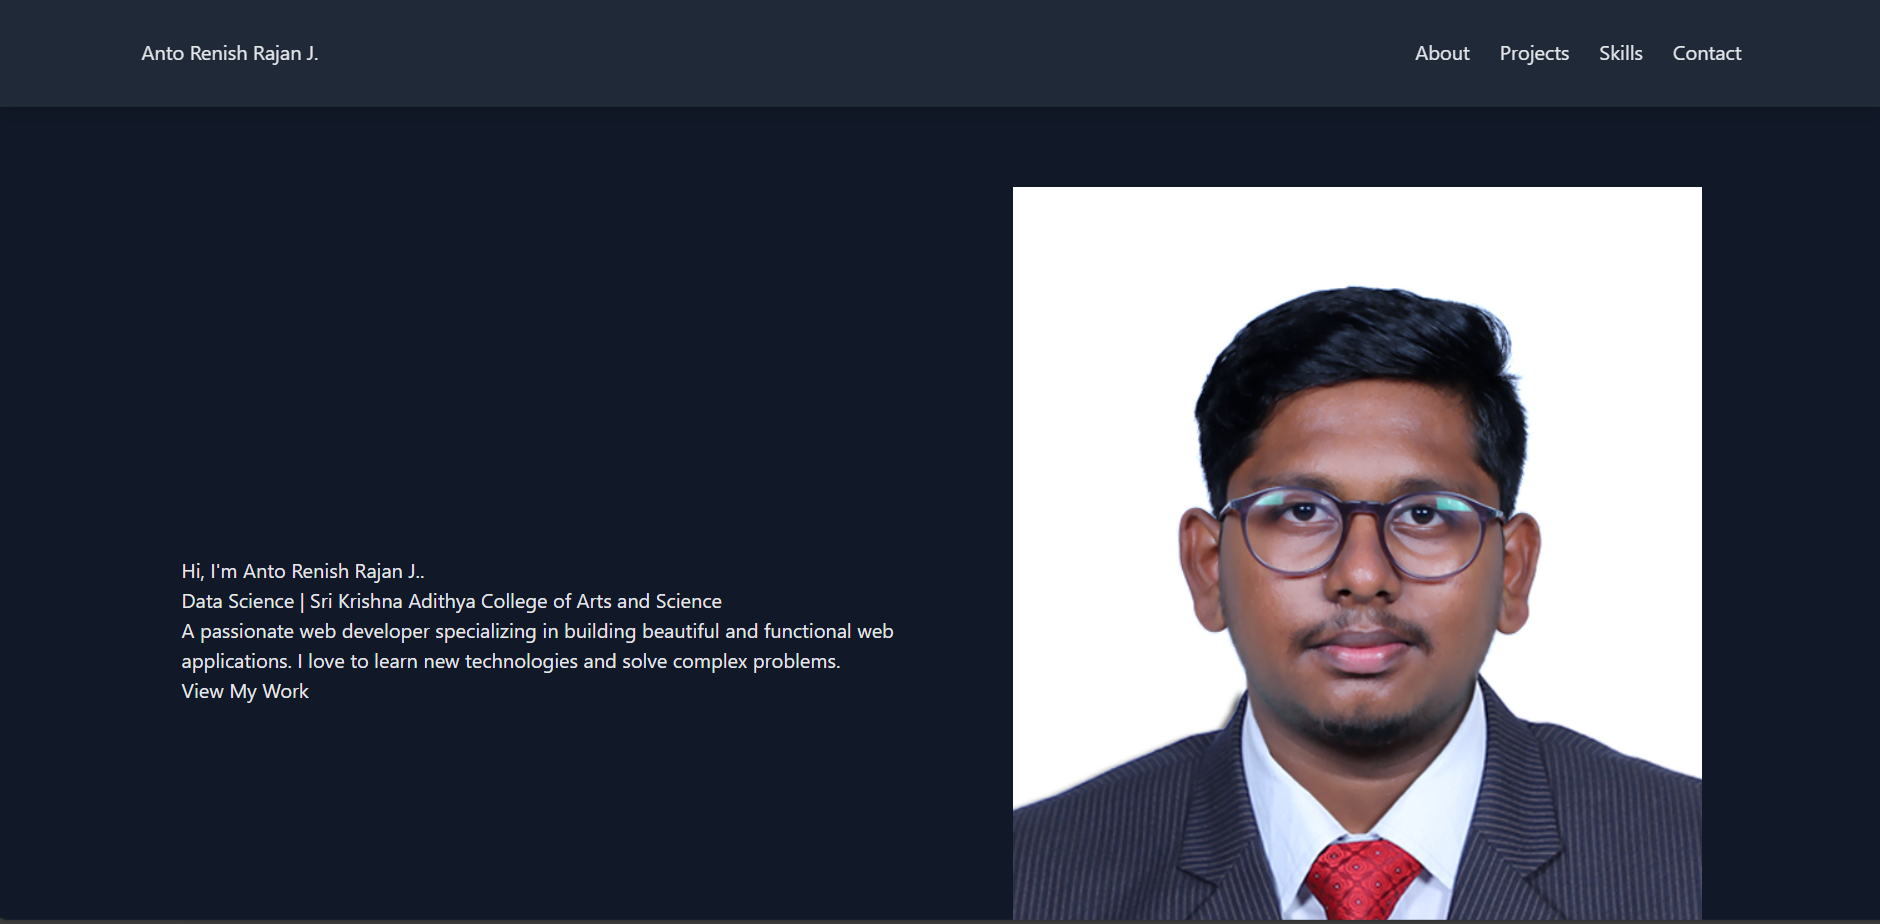 Anto Renish Rajan J.
About Projects Skills Contact
Hi, I'm Anto Renish Rajan J..
Data Science | Sri Krishna Adithya College of Arts and Science
A passionate web developer specializing in building beautiful and functional web
applications. I love to learn new technologies and solve complex problems.
View My Work